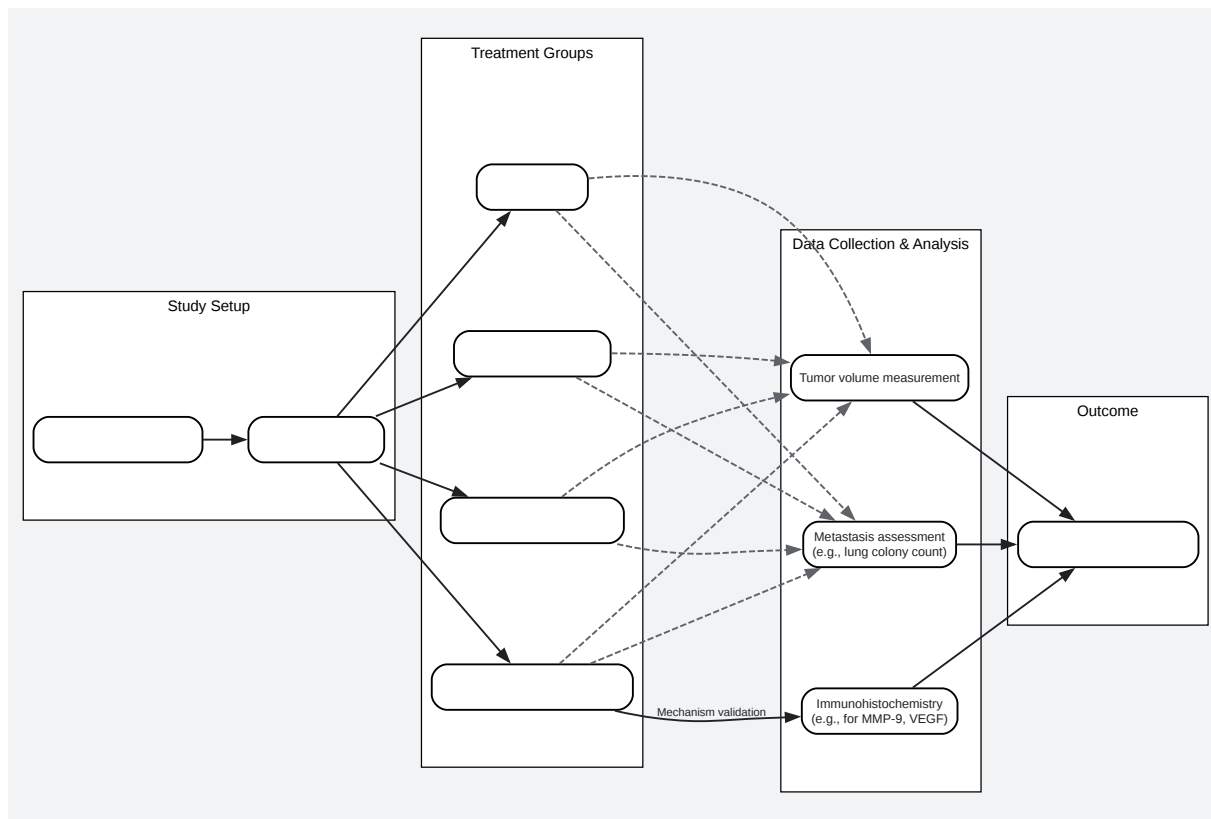 Treatment Groups
Data Collection & Analysis
Study Setup
Tumor volume measurement
Outcome
Metastasis assessment
(e.g., lung colony count)
Mechanism validation
Immunohistochemistry
(e.g., for MMP-9, VEGF)